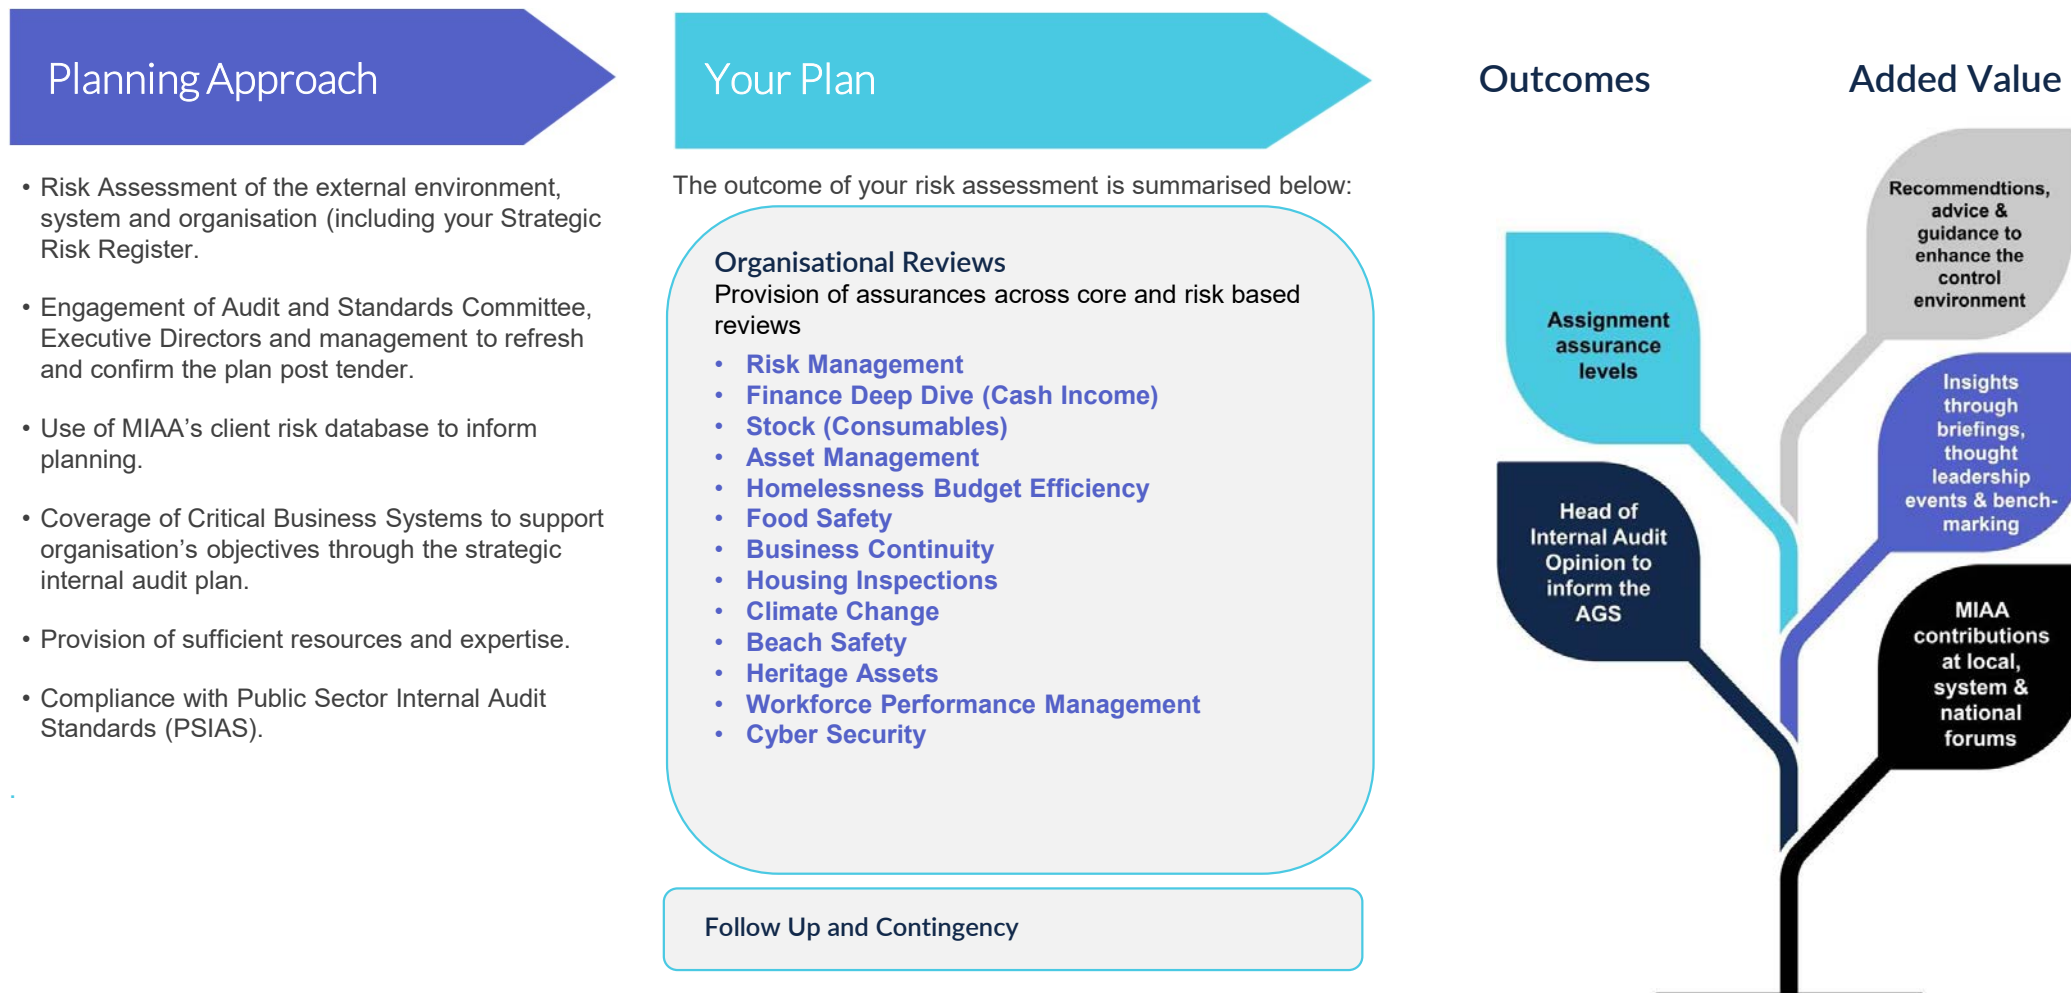 Planning Approach
• Risk Assessment of the external environment,
system and organisation (including your Strategic
Risk Register.
• Engagement of Audit and Standards Committee,
Executive Directors and management to refresh
and confirm the plan post tender.
• Use of MIAA’s client risk database to inform
planning.
• Coverage of Critical Business Systems to support
organisation’s objectives through the strategic
internal audit plan.
• Provision of sufficient resources and expertise.
• Compliance with Public Sector Internal Audit
Standards (PSIAS).
.
Your Plan
The outcome of your risk assessment is summarised below:
Organisational Reviews
Provision of assurances across core and risk based
reviews
• Risk Management
• Finance Deep Dive (Cash Income)
• Stock (Consumables)
• Asset Management
• Homelessness Budget Efficiency
• Food Safety
• Business Continuity
• Housing Inspections
• Climate Change
• Beach Safety
• Heritage Assets
• Workforce Performance Management
• Cyber Security
Follow Up and Contingency
Outcomes
Assignment
assurance
levels
Head of
Internal Audit
Opinion to
inform the
AGS
Added Value
Recommendtions,
advice &
guidance to
enhance the
control
environment
Insights
through
briefings,
thought
leadership
events & bench-
marking
MIAA
contributions
at local,
system &
national
forums